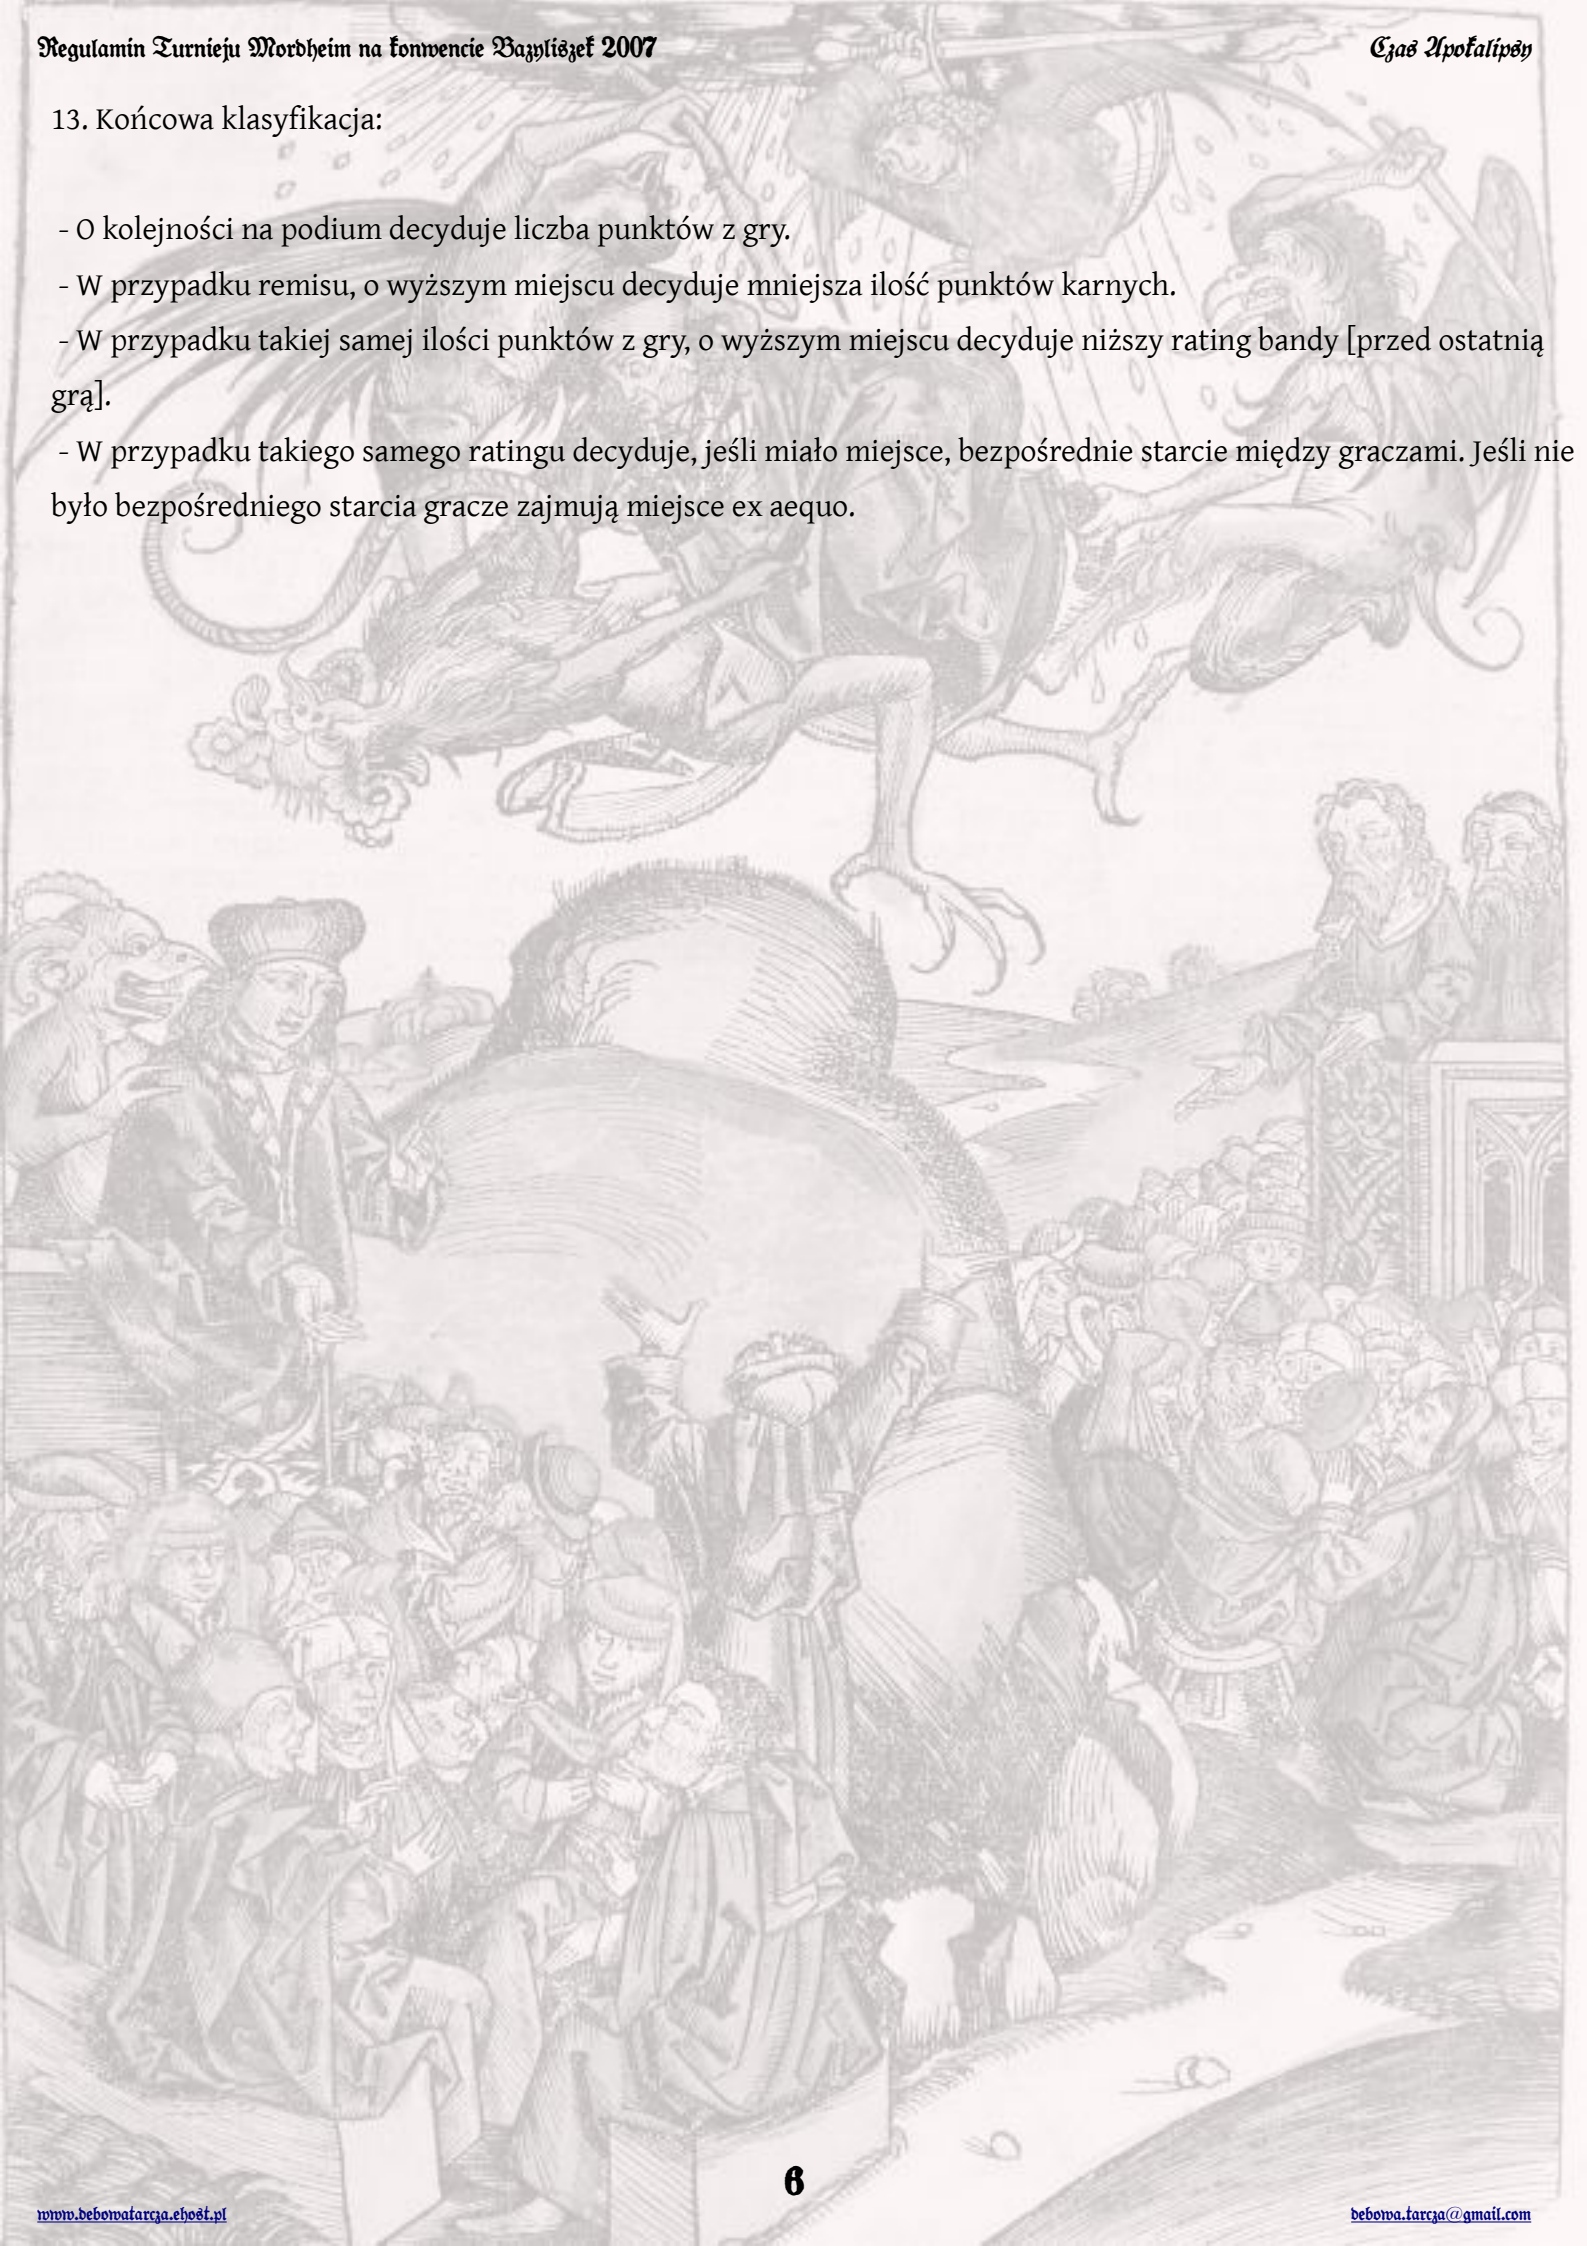 Regulamin Turnieju Mordheim na konwencie Bazyliszek 2007
Czas Apokalipsy
13. Końcowa klasyfikacja:
- O kolejności na podium decyduje liczba punktów z gry.
- W przypadku remisu, o wyższym miejscu decyduje mniejsza ilość punktów karnych.
- W przypadku takiej samej ilości punktów z gry, o wyższym miejscu decyduje niższy rating bandy [przed ostatnią
grą].
- W przypadku takiego samego ratingu decyduje, jeśli miało miejsce, bezpośrednie starcie między graczami. Jeśli nie
było bezpośredniego starcia gracze zajmują miejsce ex aequo.
6
www.debowatarcza.ehost.pl
debowa.tarcza@gmail.com